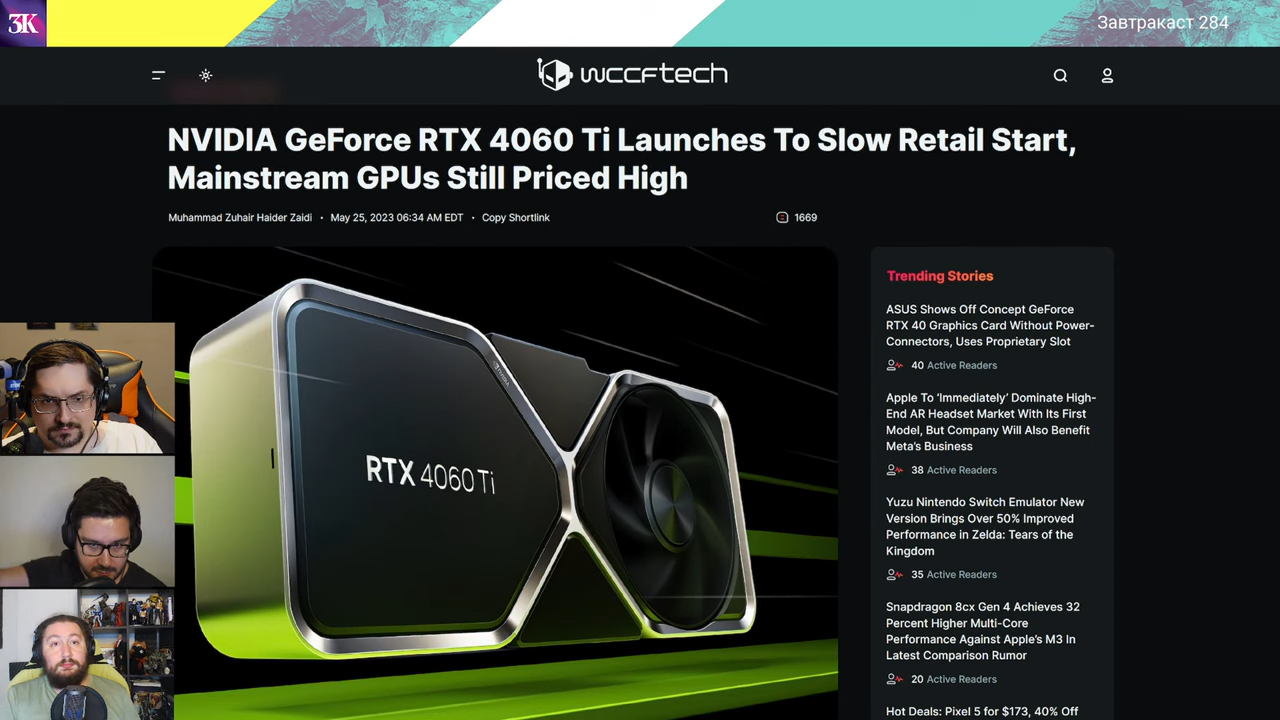 3K
Завтракаст 284
wccftech
NVIDIA GeForce RTX 4060 Ti Launches To Slow Retail Start,
Mainstream GPUs Still Priced High
Muhammad Zuhair Haider Zaidi • May 25, 2023 06:34 AM EDT • Copy Shortlink
1669
NVIDIA
RTX 4060 Ti
Trending Stories
ASUS Shows Off Concept GeForce
RTX 40 Graphics Card Without Power-
Connectors, Uses Proprietary Slot
40 Active Readers
Apple To ‘Immediately’ Dominate High-
End AR Headset Market With Its First
Model, But Company Will Also Benefit
Meta’s Business
38 Active Readers
Yuzu Nintendo Switch Emulator New
Version Brings Over 50% Improved
Performance in Zelda: Tears of the
Kingdom
35 Active Readers
Snapdragon 8cx Gen 4 Achieves 32
Percent Higher Multi-Core
Performance Against Apple’s M3 In
Latest Comparison Rumor
20 Active Readers
Hot Deals: Pixel 5 for $173, 40% Off